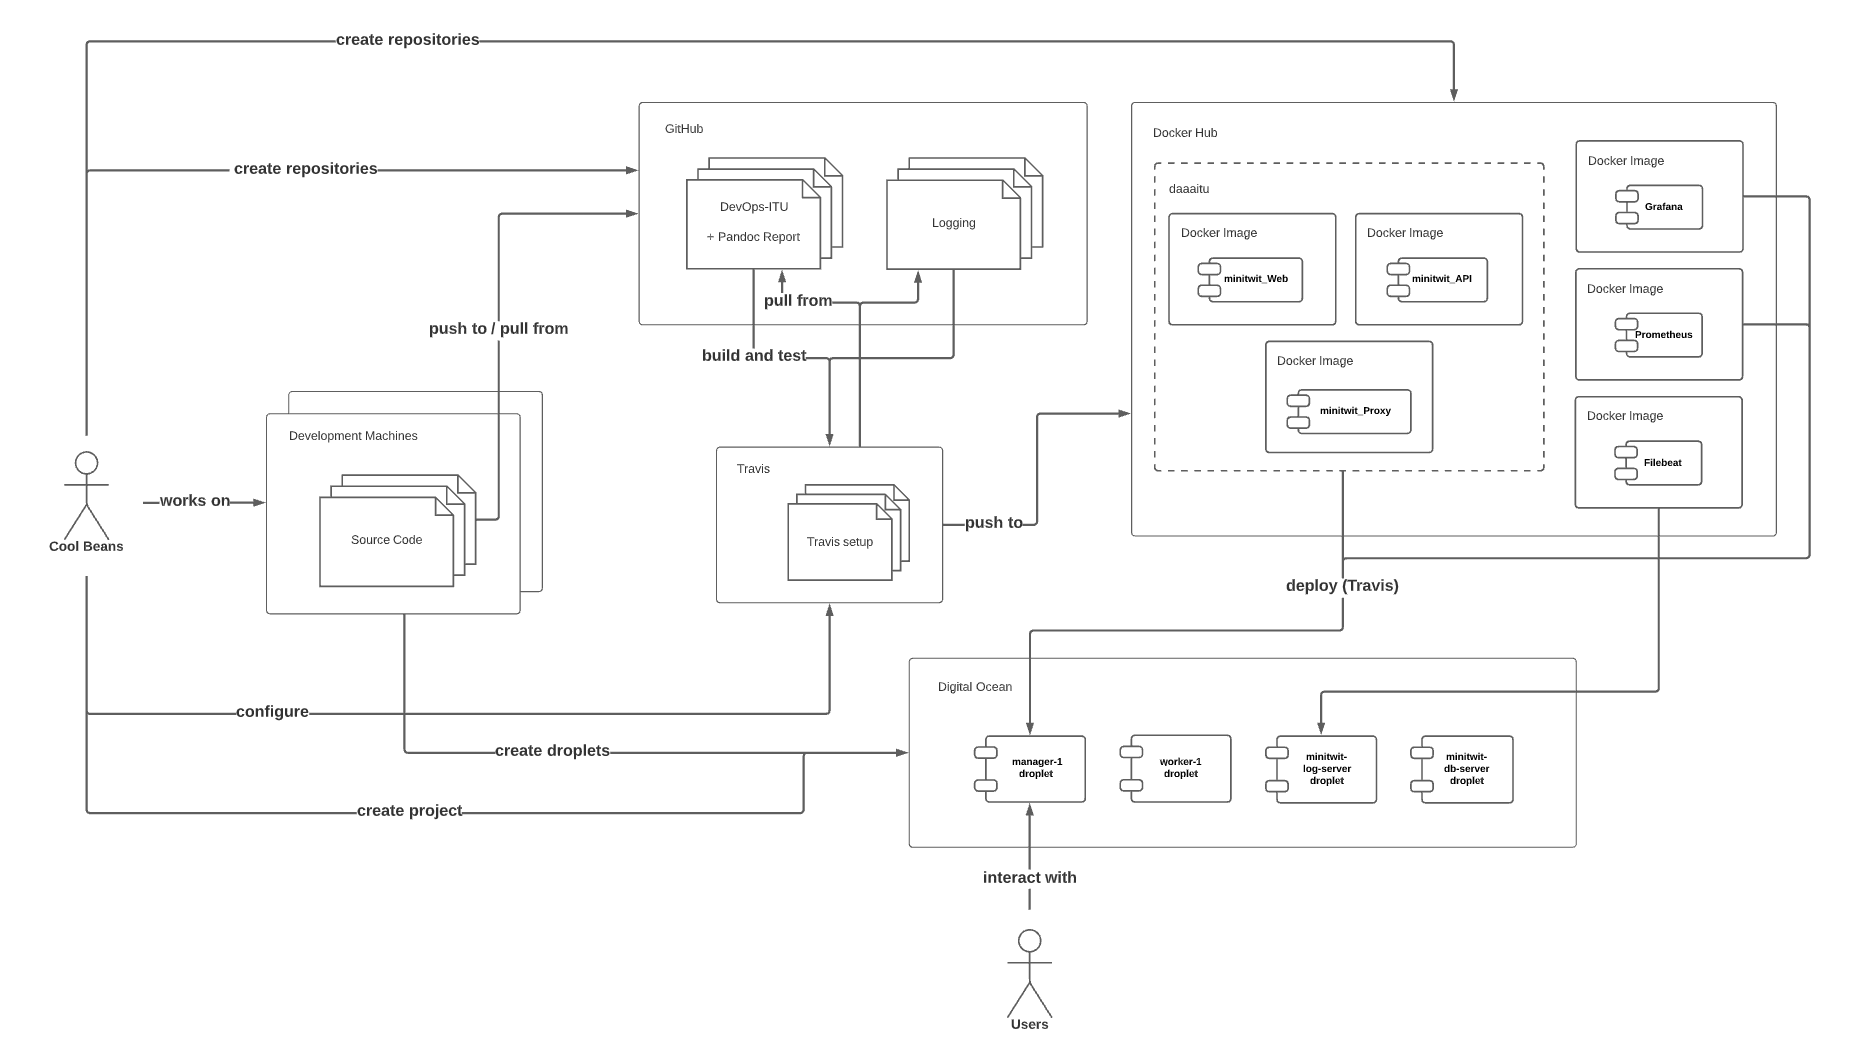 create repositories
GitHub
Docker Hub
Docker Image
create repositories
daaaitu
DevOps-ITU
+ Pandoc Report
Logging
Grafana
Docker Image
Docker Image
minitwit_Web
minitwit_API
Docker Image
pull from
push to / pull from
build and test
Prometheus
Docker Image
minitwit_Proxy
Docker Image
Filebeat
Development Machines
Travis
works on
Source Code
Travis setup
push to
Cool Beans
deploy (Travis)
Digital Ocean
configure
create droplets
manager-1
droplet
worker-1
droplet
minitwit-
log-server
droplet
minitwit-
db-server
droplet
create project
interact with
Users